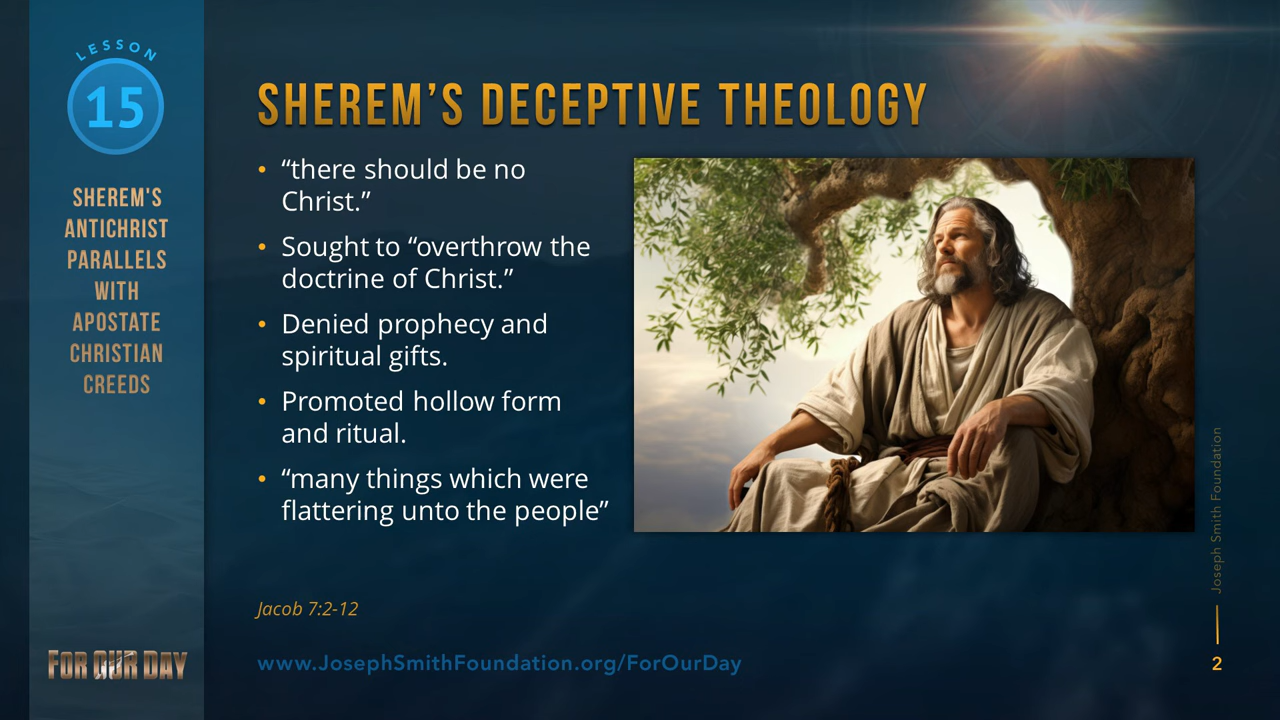 LESSON
15
SHEREM'S
ANTICHRIST
PARALLELS
WITH
APOSTATE
CHRISTIAN
CREEDS
FOR OUR DAY
SHEREM’S DECEPTIVE THEOLOGY
• “there should be no
Christ.”
• Sought to “overthrow the
doctrine of Christ.”
• Denied prophecy and
spiritual gifts.
• Promoted hollow form
and ritual.
• “many things which were
flattering unto the people”
Jacob 7:2-12
www.JosephSmithFoundation.org/ForOurDay
Joseph Smith Foundation
2